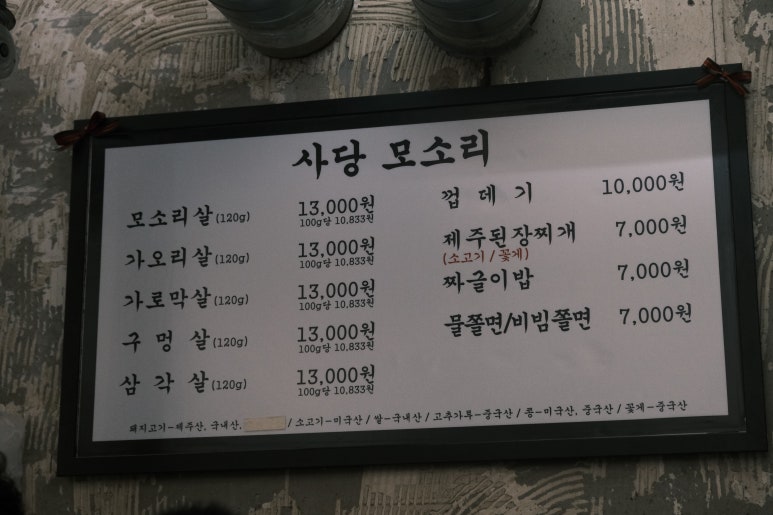 사당 모소리
모소리살(120g) 13,000원
100g당 10.833원
가오리살(120g) 13,000원
100g당 10.833원
가로막살(120g) 13,000원
100g당 10.833원
구멍살(120g) 13,000원
100g당 10.833원
삼각살(120g) 13,000원
100g당 10.833원
껍데기 10,000원
제주된장찌개 7,000원
(소고기/꽃게)
짜글이밥 7,000원
물쫄면/비빔쫄면 7,000원
돼지고기-제주산, 국내산, / 소고기-미국산 / 쌀-국내산 / 고추가루-중국산 / 콩-미국산, 중국산 / 꽃게-중국산